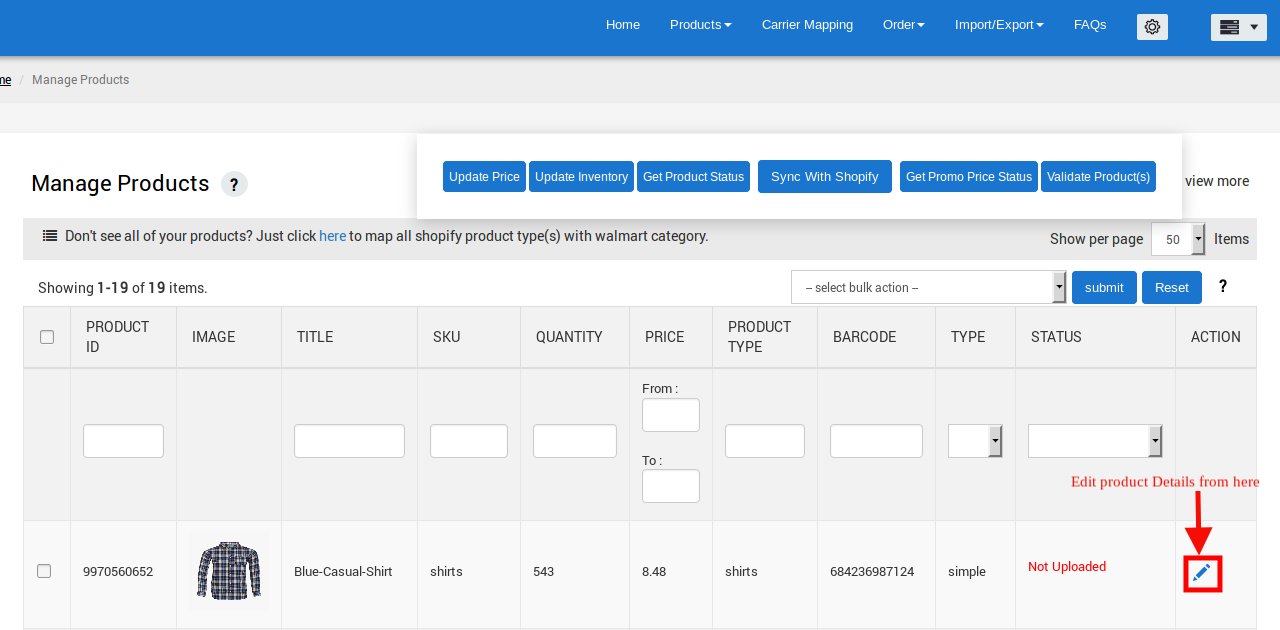 Home Products Carrier Mapping Order Import/Export FAQs
me / Manage Products
Manage Products ?
Update Price Update Inventory Get Product Status Sync With Shopify Get Promo Price Status Validate Product(s)
view more
Don't see all of your products? Just click here to map all shopify product type(s) with walmart category.
Show per page 50 Items
Showing 1-19 of 19 items.
-- select bulk action -- submit Reset ?
PRODUCT ID IMAGE TITLE SKU QUANTITY PRICE PRODUCT TYPE BARCODE TYPE STATUS ACTION
From :
To :
Edit product Details from here
9970560652 Blue-Casual-Shirt shirts 543 8.48 shirts 684236987124 simple Not Uploaded